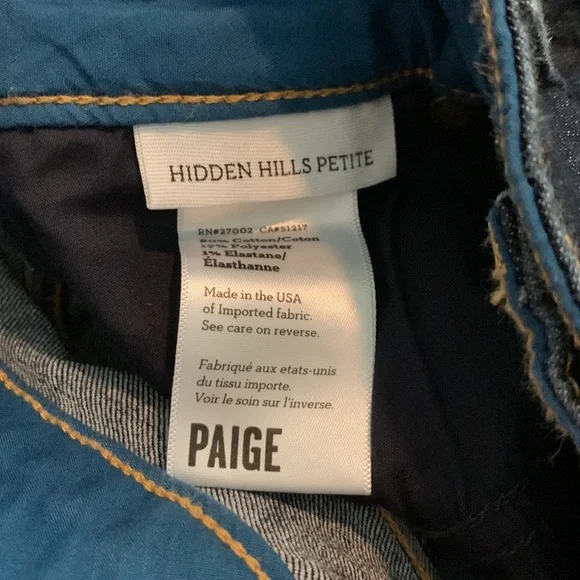 HIDDEN HILLS PETITE
RN#27002 CA#51217
80% Cotton/Coton
19% Polyester
1% Elastane/
Élasthanne
Made in the USA
of Imported fabric.
See care on reverse.
Fabriqué aux etats-unis
du tissu importe.
Voir le soin sur l'inverse.
PAIGE